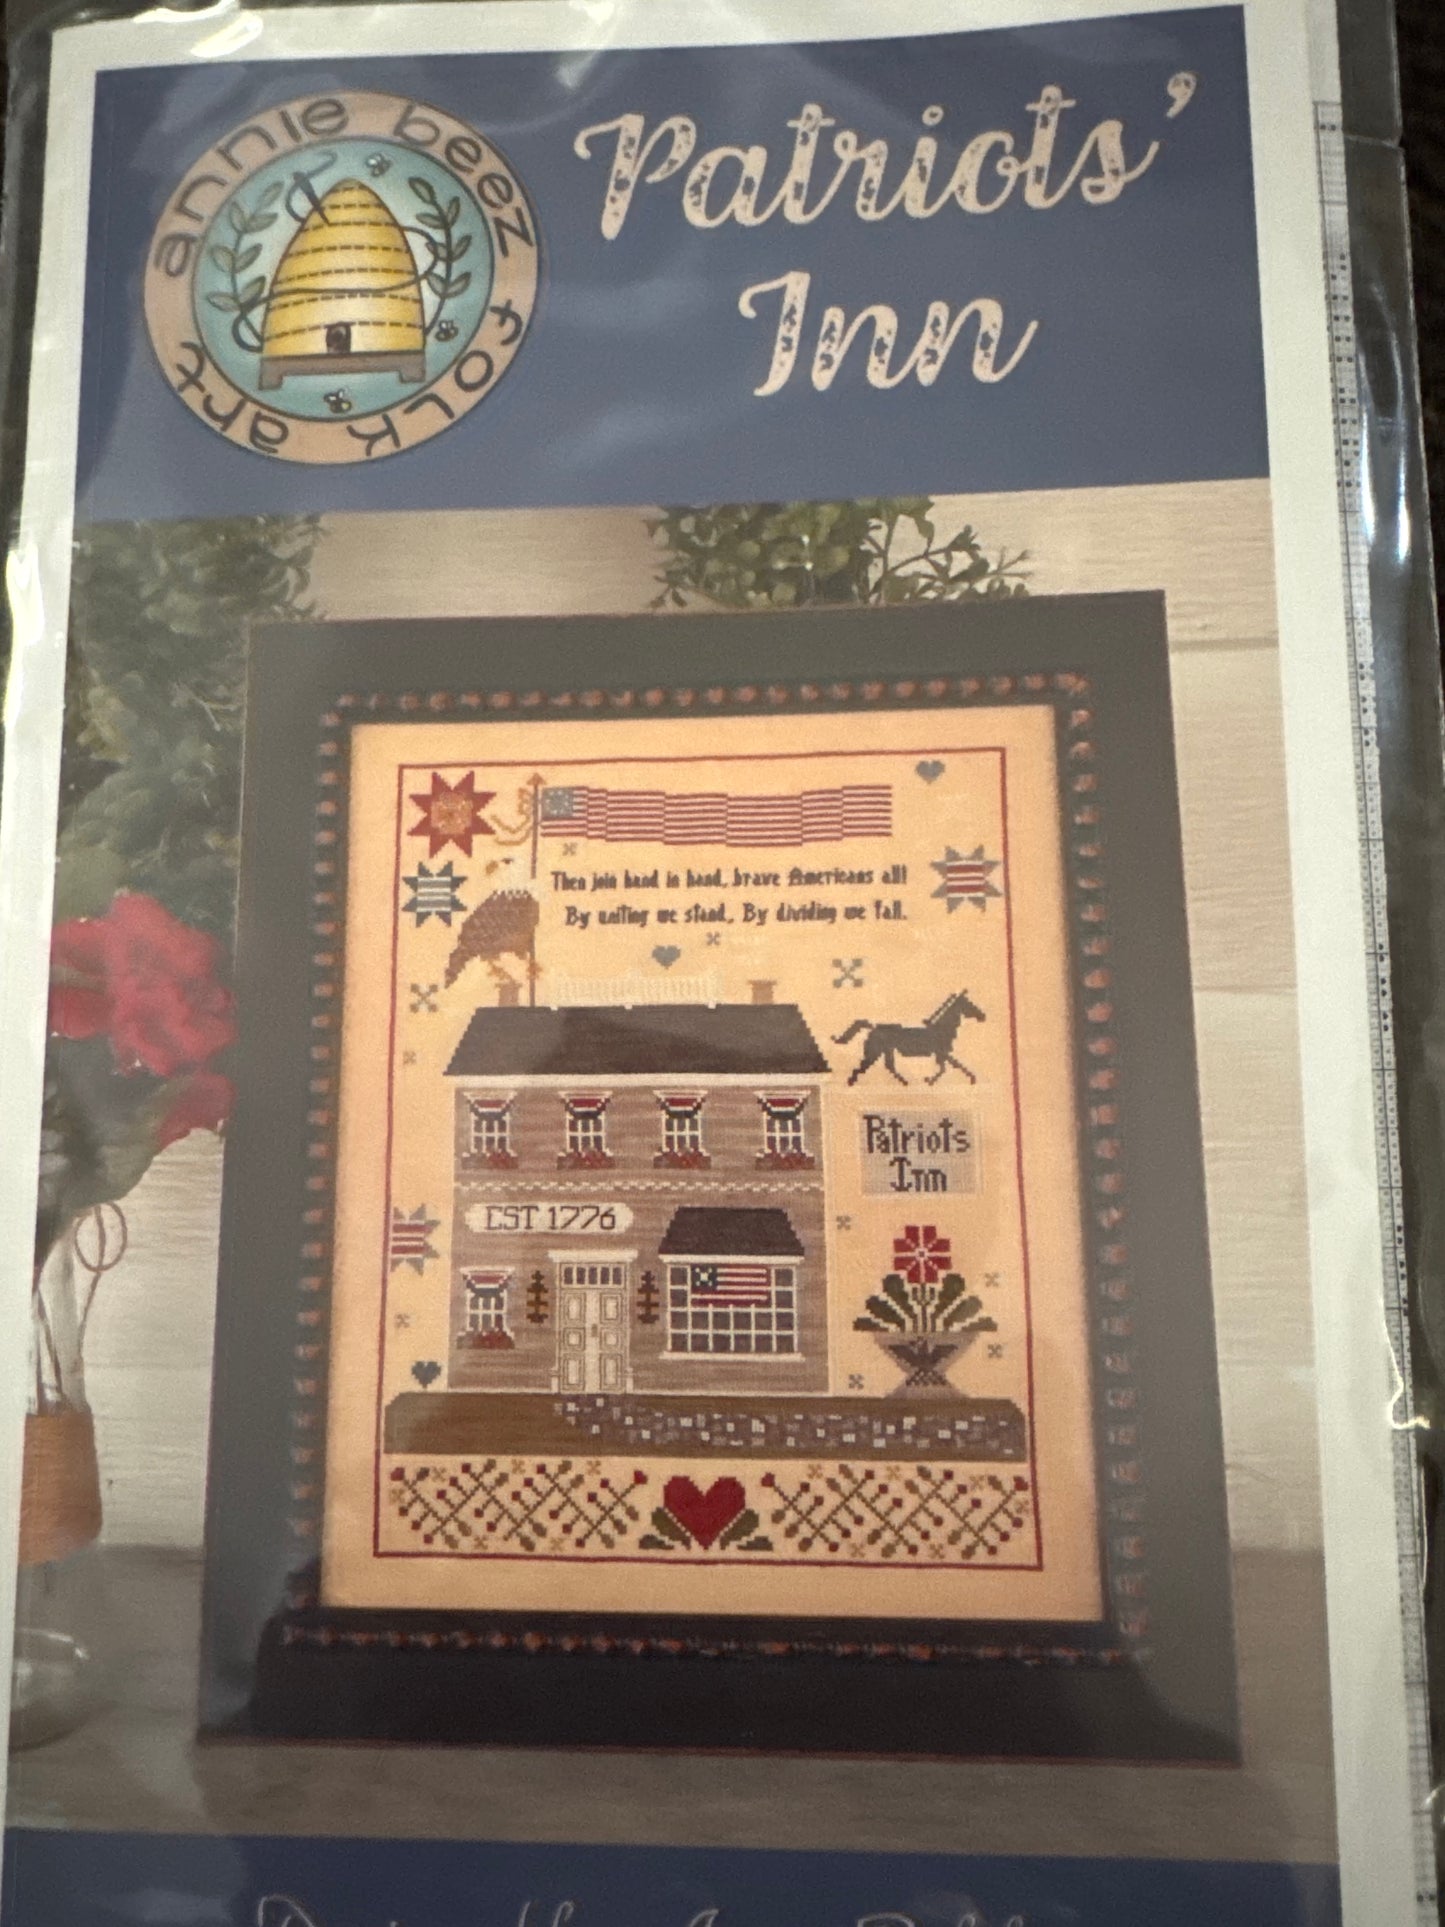 annie beez folk art
Patriots'
Inn
Then join hand in hand, brave Americans all!
By uniting we stand, By dividing we fall.
Patriots
Inn
EST 1776